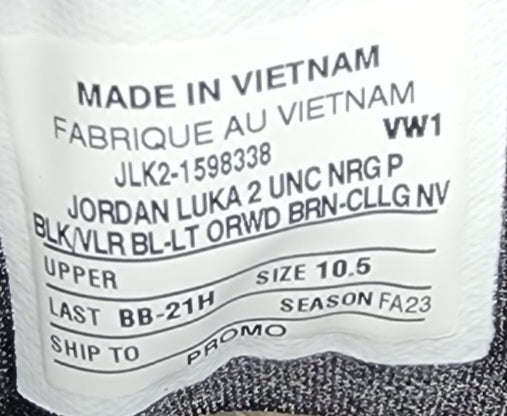 MADE IN VIETNAM
FABRIQUE AU VIETNAM
VW1
JLK2-1598338
JORDAN LUKA 2 UNC NRG P
BLK/VLR BL-LT ORWD BRN-CLLG NV
UPPER SIZE 10.5
LAST BB-21H SEASON FA23
SHIP TO PROMO